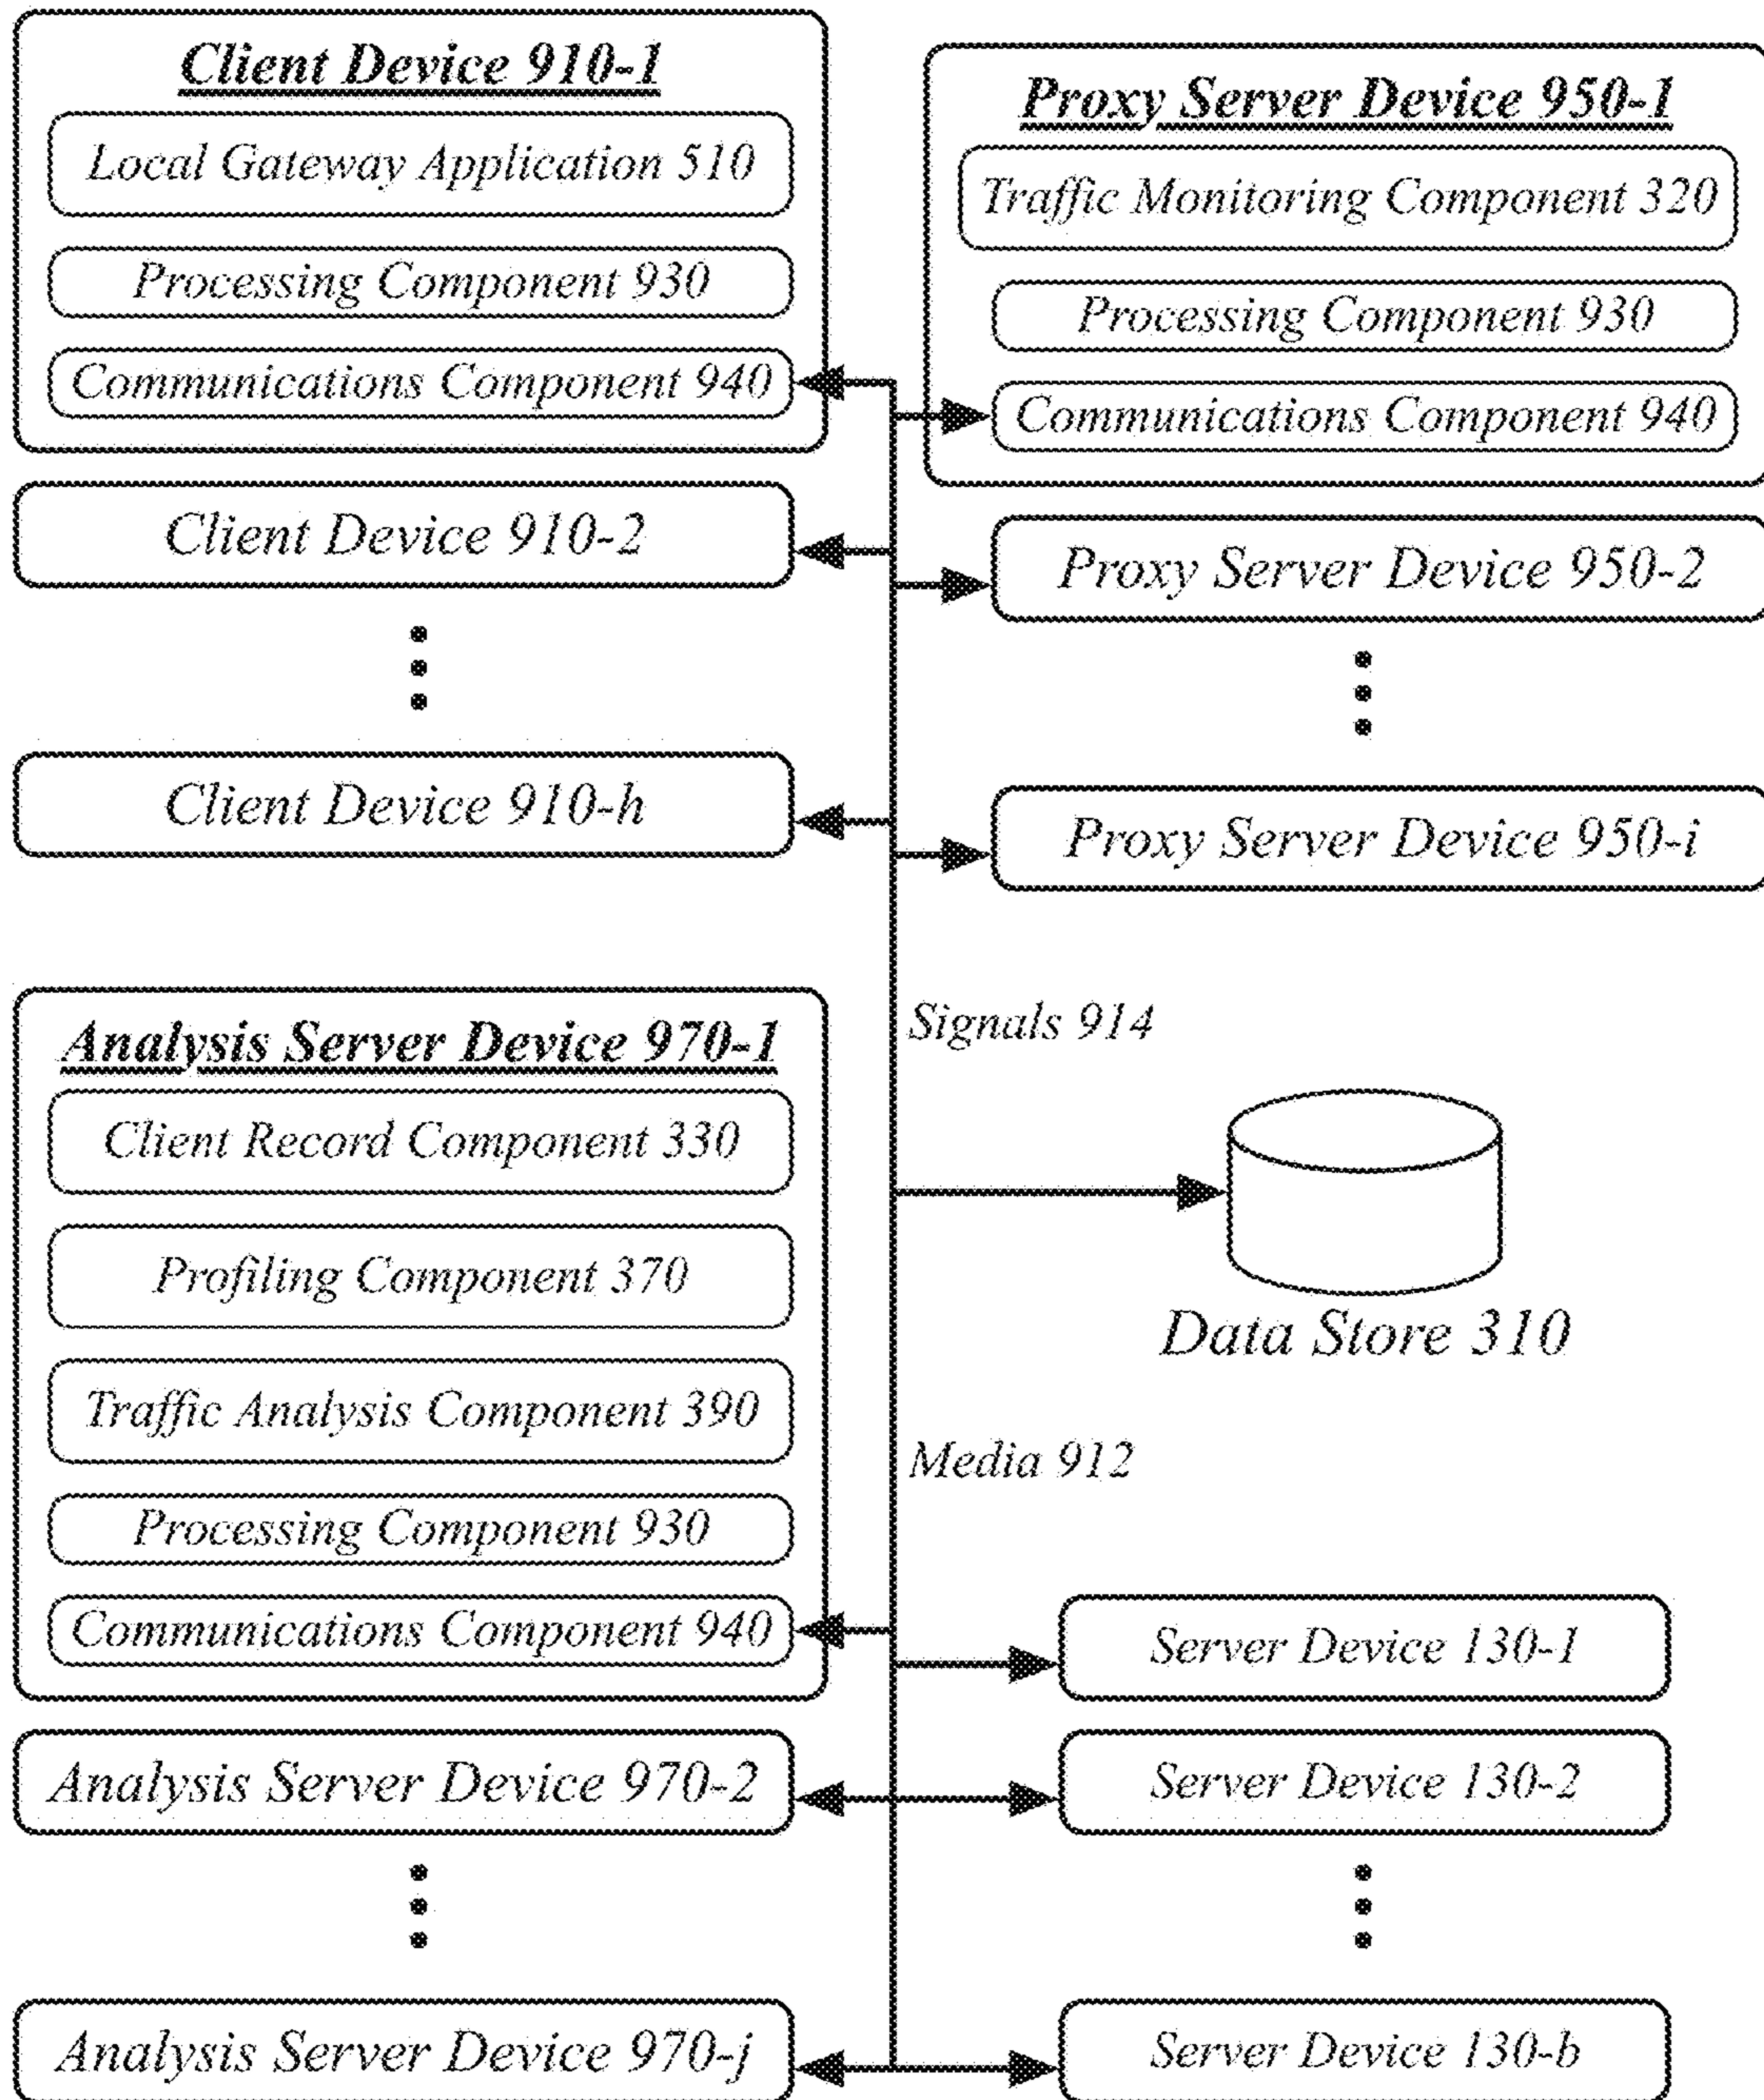 Client Device 910-1
Local Gateway Application 510
Processing Component 930
Communications Component 940
Client Device 910-2
Client Device 910-h
Proxy Server Device 950-1
Traffic Monitoring Component 320
Processing Component 930
Communications Component 940
Proxy Server Device 950-2
Proxy Server Device 950-i
Signals 914
Data Store 310
Media 912
Analysis Server Device 970-1
Client Record Component 330
Profiling Component 370
Traffic Analysis Component 390
Processing Component 930
Communications Component 940
Analysis Server Device 970-2
Analysis Server Device 970-j
Server Device 130-1
Server Device 130-2
Server Device 130-b